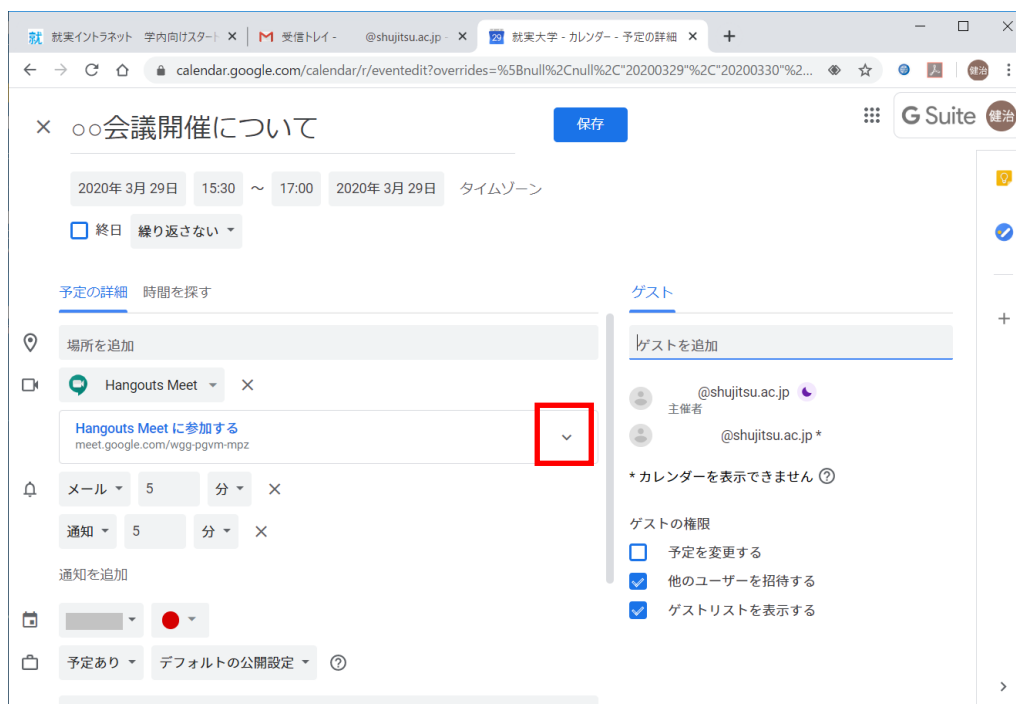 就 就実イントラネット 学内向けスタート
受信トレイ - @shujitsu.ac.jp -
29 就実大学 - カレンダー - 予定の詳細
calendar.google.com/calendar/r/eventedit?overrides=%5Bnull%2Cnull%2C"20200329"%2C"20200330"%2... 健治
○○会議開催について
保存
G Suite 健治
2020年 3月 29日 15:30 ～ 17:00 2020年 3月 29日 タイムゾーン
終日 繰り返さない
予定の詳細 時間を探す
場所を追加
Hangouts Meet
Hangouts Meet に参加する
meet.google.com/wgg-pgvm-mpz
メール 5 分
通知 5 分
通知を追加
予定あり デフォルトの公開設定
ゲスト
ゲストを追加
@shujitsu.ac.jp
主催者
@shujitsu.ac.jp *
* カレンダーを表示できません
ゲストの権限
予定を変更する
他のユーザーを招待する
ゲストリストを表示する